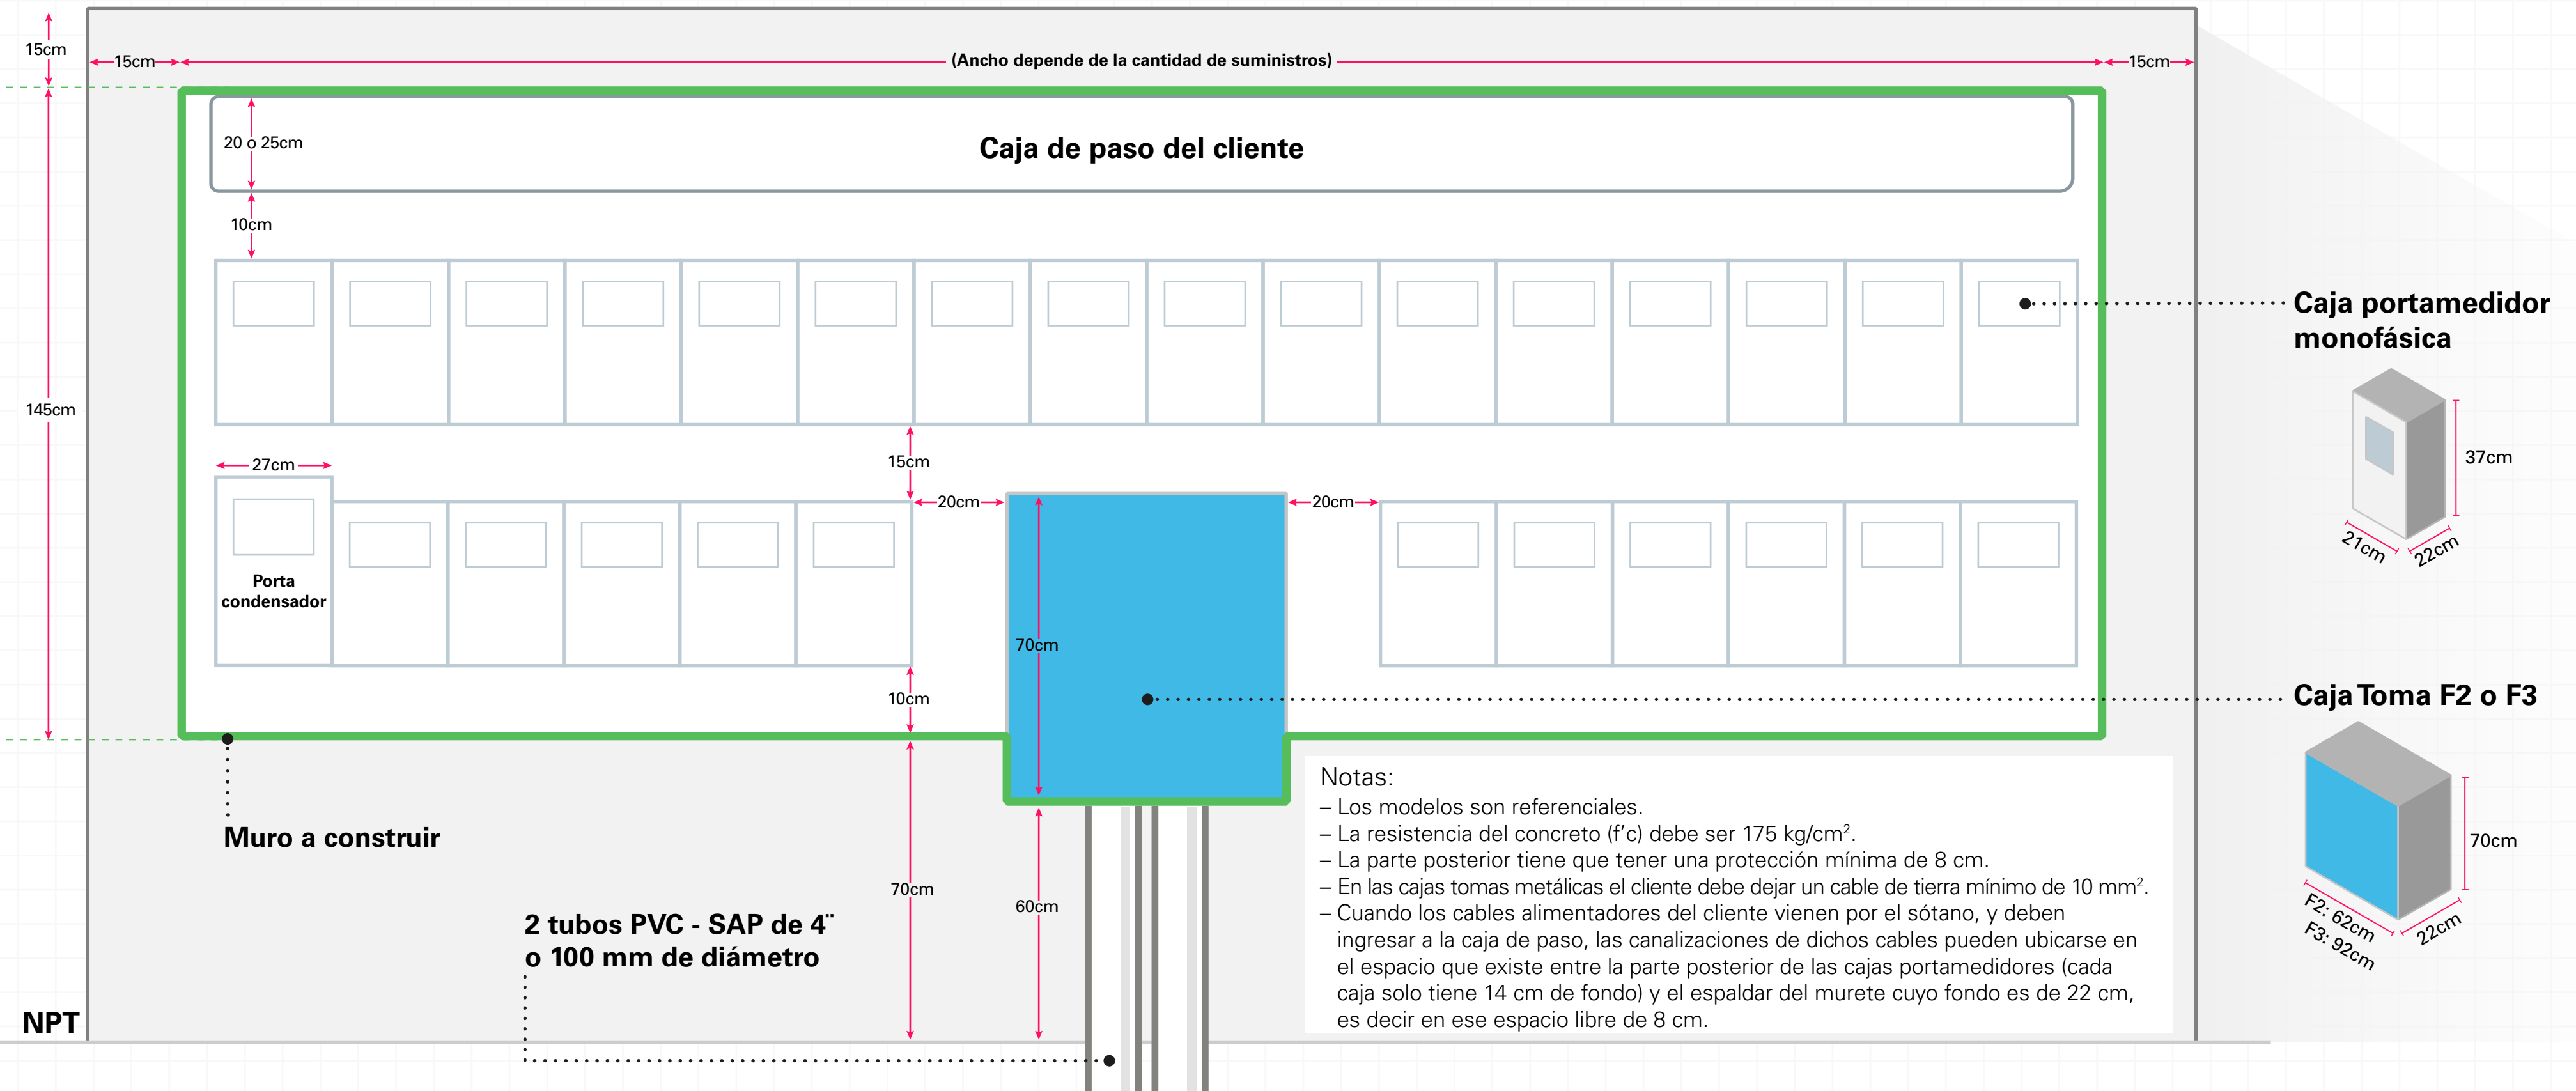 15cm
15cm
(Ancho depende de la cantidad de suministros)
15cm
20 o 25cm
Caja de paso del cliente
10cm
Caja portamedidor
monofásica
145cm
27cm
15cm
37cm
20cm
20cm
21cm
22cm
Porta
condensador
70cm
10cm
Caja Toma F2 o F3
Muro a construir
70cm
60cm
2 tubos PVC - SAP de 4¨
o 100 mm de diámetro
NPT
Notas:
– Los modelos son referenciales.
– La resistencia del concreto (f’c) debe ser 175 kg/cm².
– La parte posterior tiene que tener una protección mínima de 8 cm.
– En las cajas tomas metálicas el cliente debe dejar un cable de tierra mínimo de 10 mm².
– Cuando los cables alimentadores del cliente vienen por el sótano, y deben
ingresar a la caja de paso, las canalizaciones de dichos cables pueden ubicarse en
el espacio que existe entre la parte posterior de las cajas portamedidores (cada
caja solo tiene 14 cm de fondo) y el espaldar del murete cuyo fondo es de 22 cm,
es decir en ese espacio libre de 8 cm.
70cm
F2: 62cm
F3: 92cm
22cm